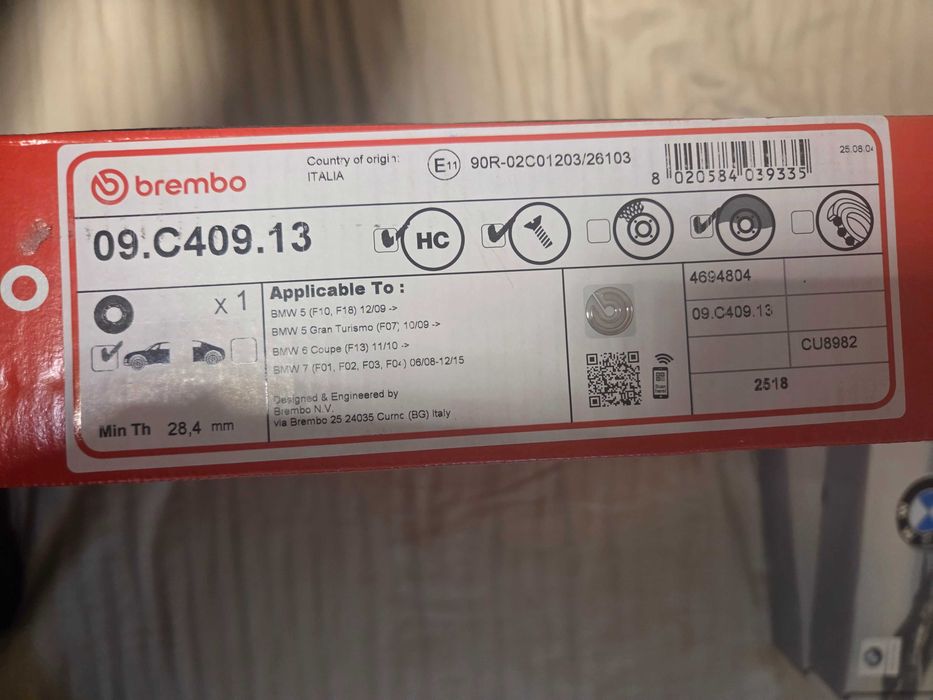 brembo
Country of origin:
ITALIA
E11 90R-02C01203/26103
8 020584 039335
25.08.04
09.C409.13
HC
x 1
Min Th 28,4 mm
Applicable To :
BMW 5 (F10, F18) 12/09 ->
BMW 5 Gran Turismo (F07) 10/09 ->
BMW 6 Coupe (F13) 11/10 ->
BMW 7 (F01, F02, F03, F04) 06/08-12/15
Designed & Engineered by
Brembo N.V.
via Brembo 25 24035 Curno (BG) Italy
4694804
09.C409.13
CU8982
2518